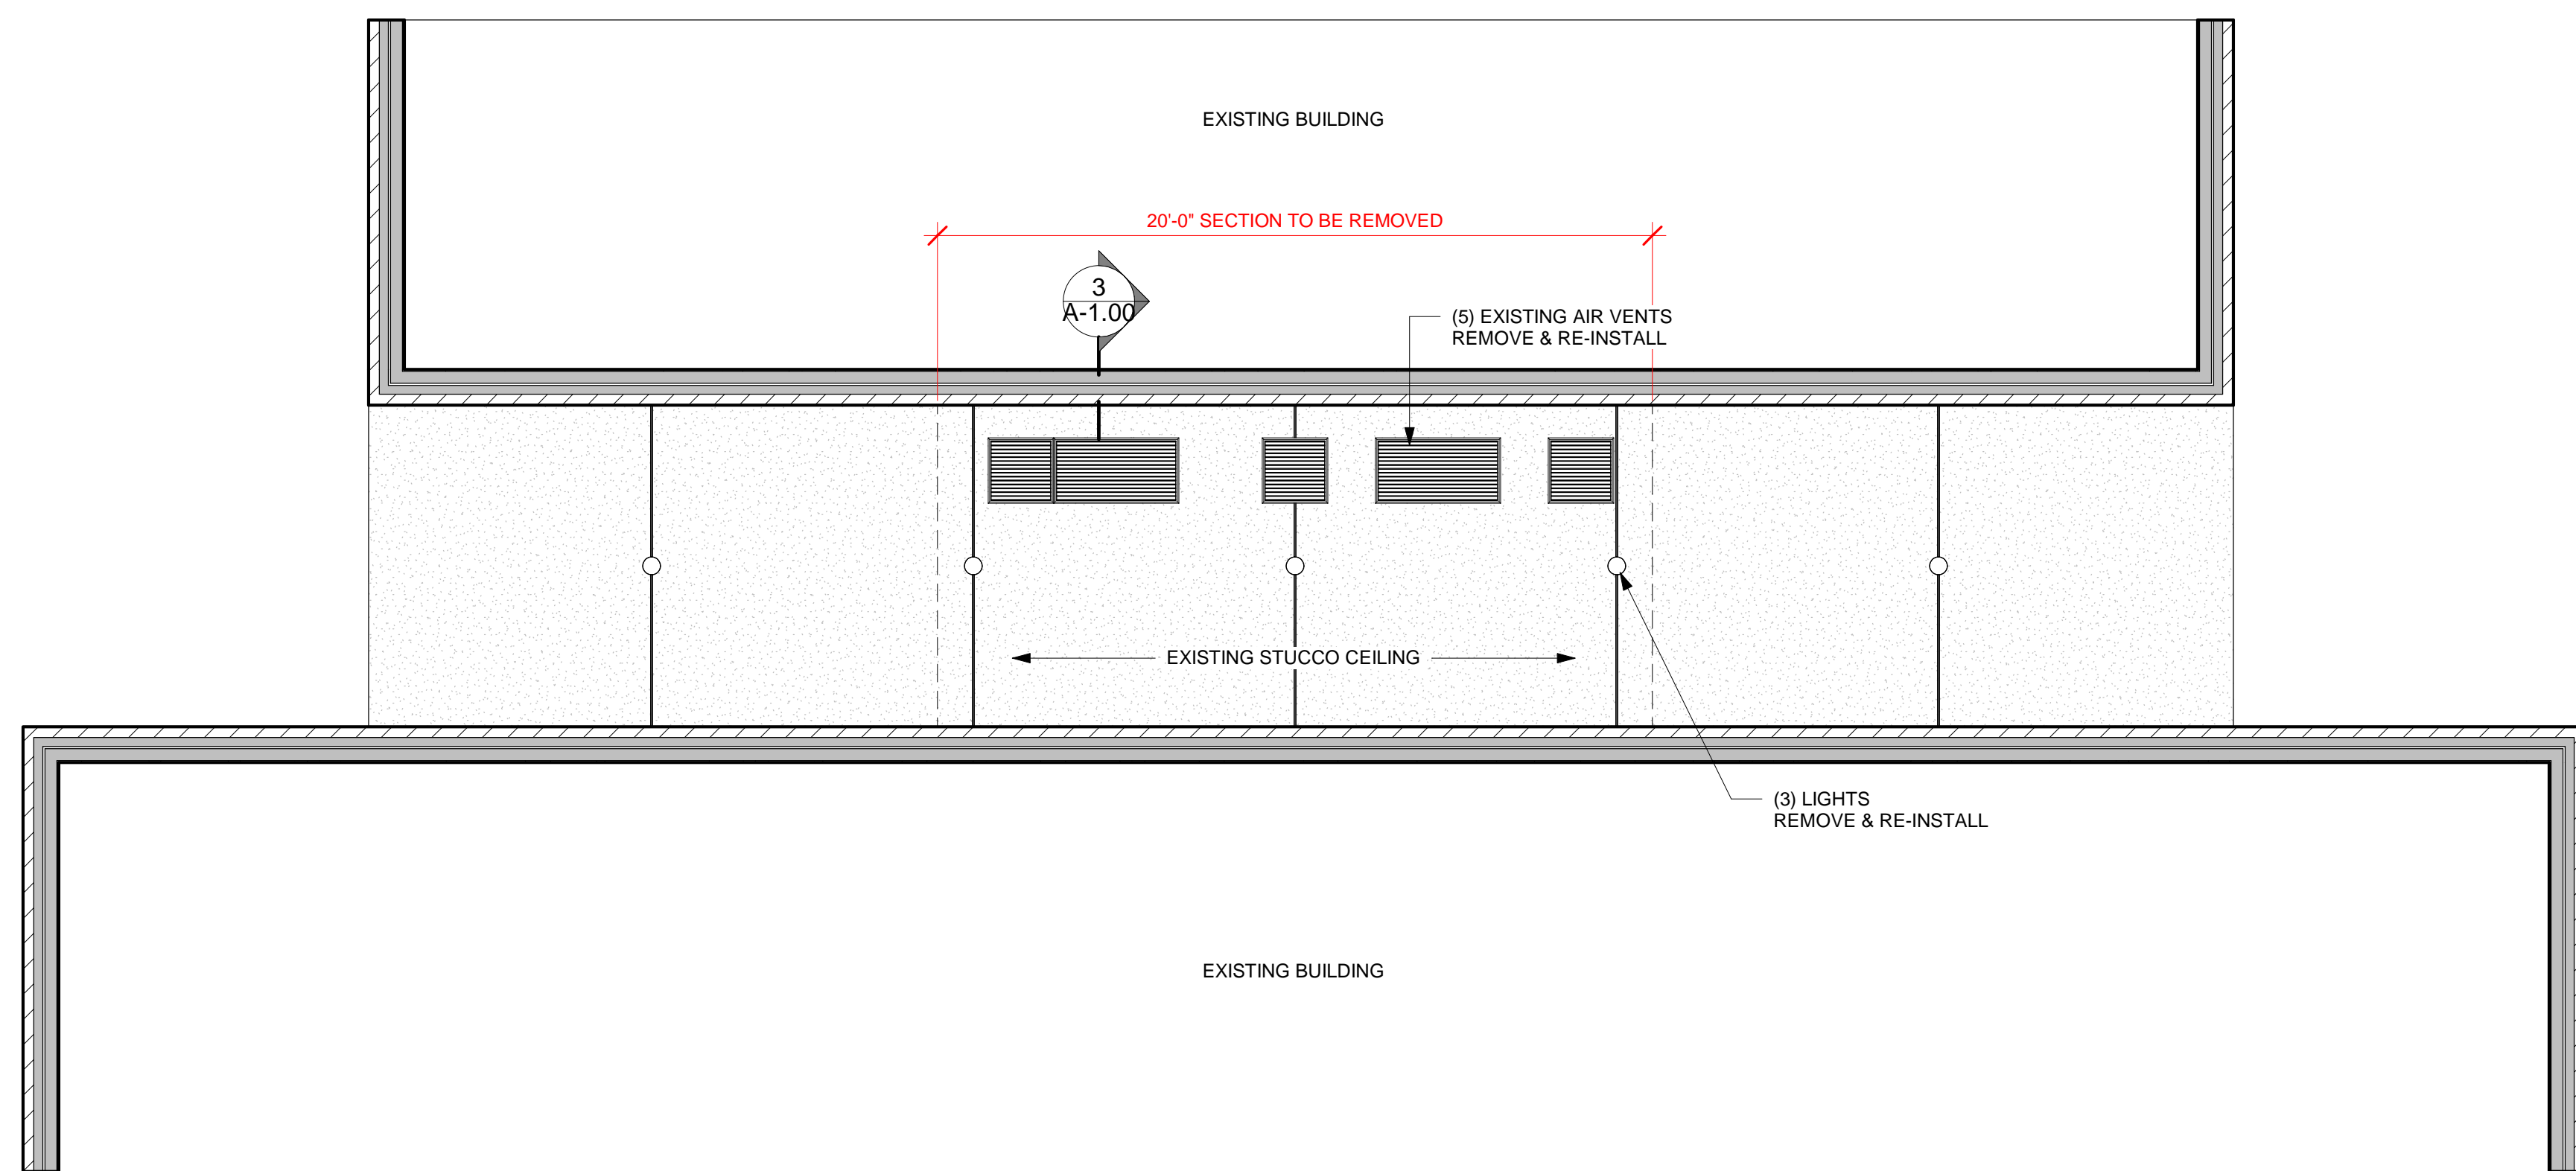 EXISTING BUILDING
20'-0" SECTION TO BE REMOVED
3
A-1.00
(5) EXISTING AIR VENTS
REMOVE & RE-INSTALL
EXISTING STUCCO CEILING
(3) LIGHTS
REMOVE & RE-INSTALL
EXISTING BUILDING